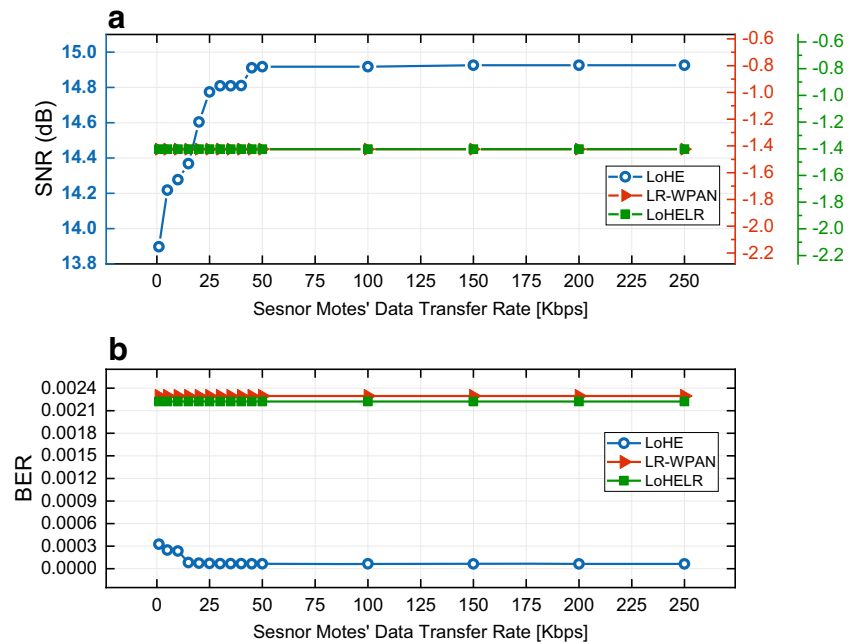 a
SNR (dB)
15.0
14.8
14.6
14.4
14.2
14.0
13.8
-0.6
-0.8
-1.0
-1.2
-1.4
-1.6
-1.8
-2.0
-2.2
-0.6
-0.8
-1.0
-1.2
-1.4
-1.6
-1.8
-2.0
-2.2
LoHE
LR-WPAN
LoHELR
0 25 50 75 100 125 150 175 200 225 250
Sesnor Motes' Data Transfer Rate [Kbps]
b
BER
0.0024
0.0021
0.0018
0.0015
0.0012
0.0009
0.0006
0.0003
0.0000
LoHE
LR-WPAN
LoHELR
0 25 50 75 100 125 150 175 200 225 250
Sesnor Motes' Data Transfer Rate [Kbps]